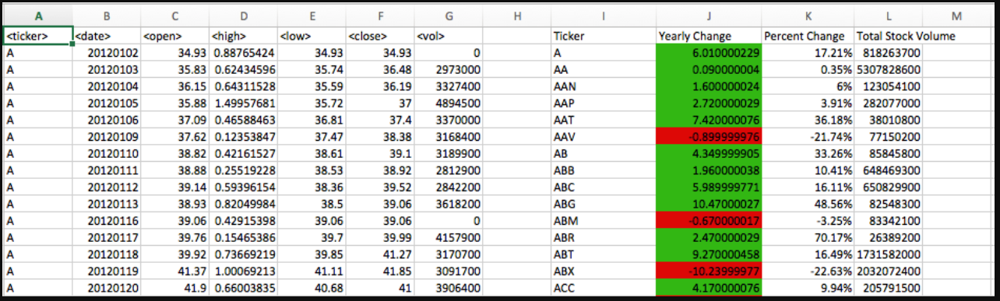 A B C D E F G H I J K L M
<ticker> <date> <open> <high> <low> <close> <vol> Ticker Yearly Change Percent Change Total Stock Volume
A 20120102 34.93 0.88765424 34.93 34.93 0 A 6.010000229 17.21% 818263700
A 20120103 35.83 0.62434596 35.74 36.48 2973000 AA 0.090000004 0.35% 5307828600
A 20120104 36.15 0.64311528 35.59 36.19 3327400 AAN 1.600000024 6% 123054100
A 20120105 35.88 1.49957681 35.72 37 4894500 AAP 2.720000029 3.91% 282077000
A 20120106 37.09 0.46588463 36.81 37.4 3370000 AAT 7.420000076 36.18% 38010800
A 20120109 37.62 0.12353847 37.47 38.38 3168400 AAV -0.899999976 -21.74% 77150200
A 20120110 38.82 0.42161527 38.61 39.1 3189900 AB 4.349999905 33.26% 85845800
A 20120111 38.88 0.25519228 38.53 38.92 2812900 ABB 1.960000038 10.41% 648469300
A 20120112 39.14 0.59396154 38.36 39.52 2842200 ABC 5.989999771 16.11% 650829900
A 20120113 38.93 0.82049984 38.5 39.06 3618200 ABG 10.47000027 48.56% 82548300
A 20120116 39.06 0.42915398 39.06 39.06 0 ABM -0.670000017 -3.25% 83342100
A 20120117 39.76 0.15465386 39.7 39.99 4157900 ABR 2.470000029 70.17% 26389200
A 20120118 39.92 0.73669219 39.85 41.27 3170700 ABT 9.270000458 16.49% 1731582000
A 20120119 41.37 1.00069213 41.11 41.85 3091700 ABX -10.23999977 -22.63% 2032072400
A 20120120 41.9 0.66003835 40.68 41 3906400 ACC 4.170000076 9.94% 205791500